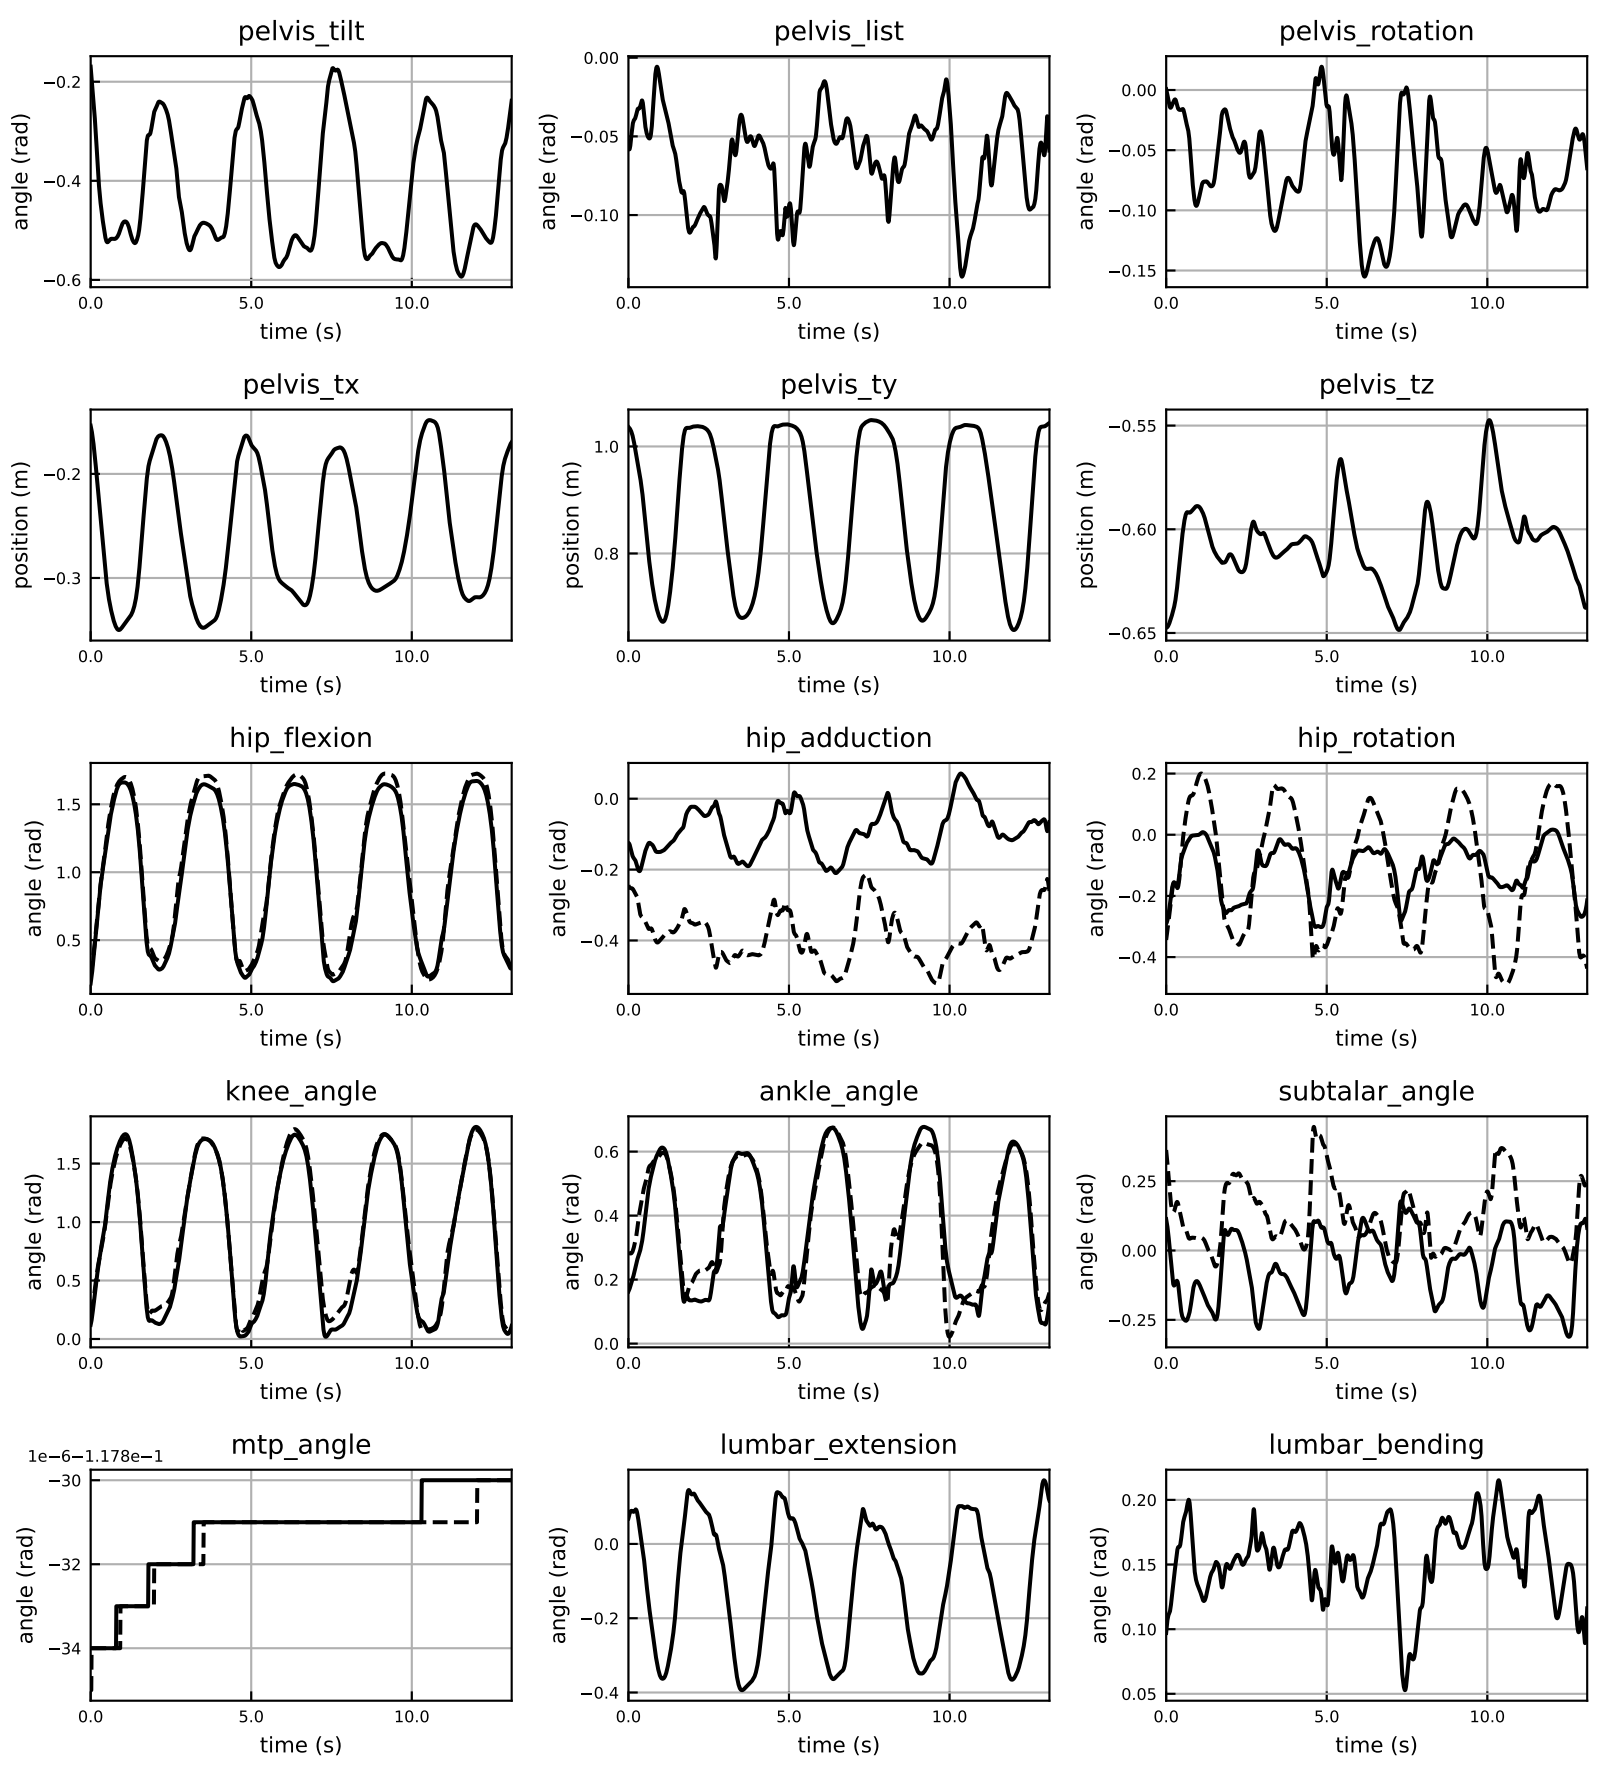 pelvis_tilt
angle (rad)
−0.2
−0.4
−0.6
0.0 5.0 10.0
time (s)
pelvis_list
angle (rad)
0.00
−0.05
−0.10
0.0 5.0 10.0
time (s)
pelvis_rotation
angle (rad)
0.00
−0.05
−0.10
−0.15
0.0 5.0 10.0
time (s)
pelvis_tx
position (m)
−0.2
−0.3
0.0 5.0 10.0
time (s)
pelvis_ty
position (m)
1.0
0.8
0.0 5.0 10.0
time (s)
pelvis_tz
position (m)
−0.55
−0.60
−0.65
0.0 5.0 10.0
time (s)
hip_flexion
angle (rad)
1.5
1.0
0.5
0.0 5.0 10.0
time (s)
hip_adduction
angle (rad)
0.0
−0.2
−0.4
0.0 5.0 10.0
time (s)
hip_rotation
angle (rad)
0.2
0.0
−0.2
−0.4
0.0 5.0 10.0
time (s)
knee_angle
angle (rad)
1.5
1.0
0.5
0.0
0.0 5.0 10.0
time (s)
ankle_angle
angle (rad)
0.6
0.4
0.2
0.0
0.0 5.0 10.0
time (s)
subtalar_angle
angle (rad)
0.25
0.00
−0.25
0.0 5.0 10.0
time (s)
mtp_angle
1e−6−1.178e−1
angle (rad)
−30
−31
−32
−33
−34
0.0 5.0 10.0
time (s)
lumbar_extension
angle (rad)
0.0
−0.2
−0.4
0.0 5.0 10.0
time (s)
lumbar_bending
angle (rad)
0.20
0.15
0.10
0.05
0.0 5.0 10.0
time (s)